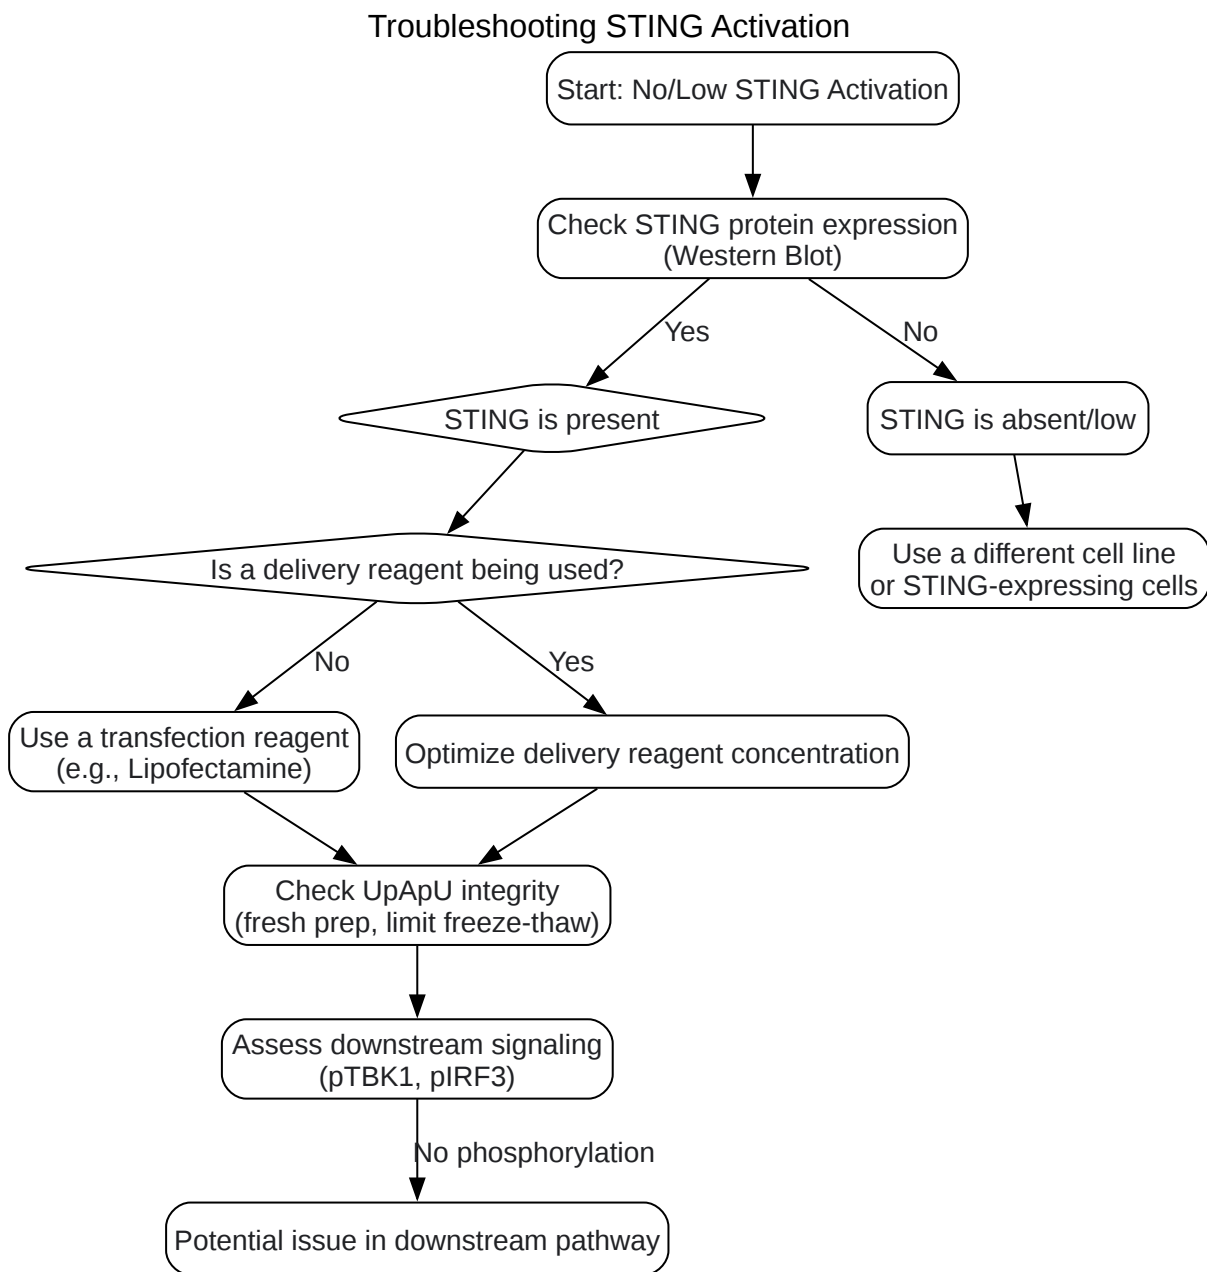 Troubleshooting STING Activation
Start: No/Low STING Activation
Check STING protein expression
(Western Blot)
Yes
No
STING is present
STING is absent/low
Is a delivery reagent being used?
Use a different cell line
or STING-expressing cells
No
Yes
Use a transfection reagent
(e.g., Lipofectamine)
Optimize delivery reagent concentration
Check UpApU integrity
(fresh prep, limit freeze-thaw)
Assess downstream signaling
(pTBK1, pIRF3)
No phosphorylation
Potential issue in downstream pathway